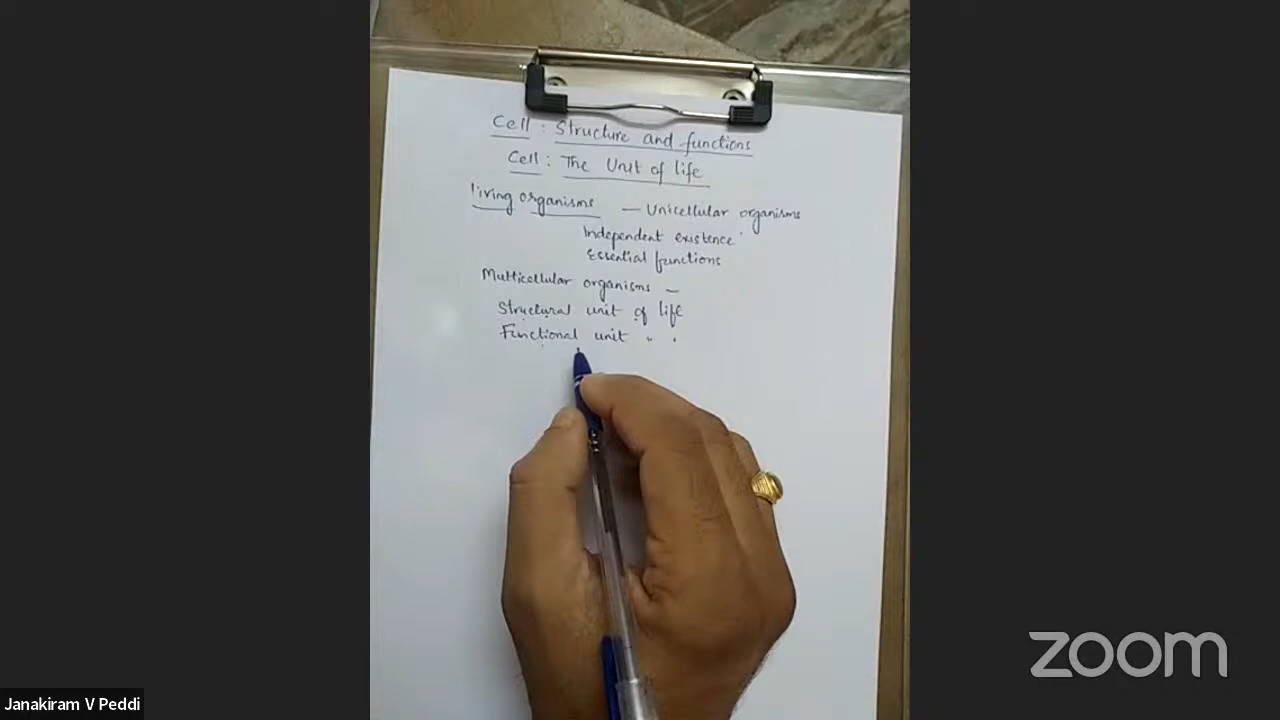 Cell : Structure and functions
Cell : The Unit of life
living organisms — Unicellular organisms
Independent existence
Essential functions
Multicellular organisms —
Structural unit of life
Functional unit " "
zoom
Janakiram V Peddi